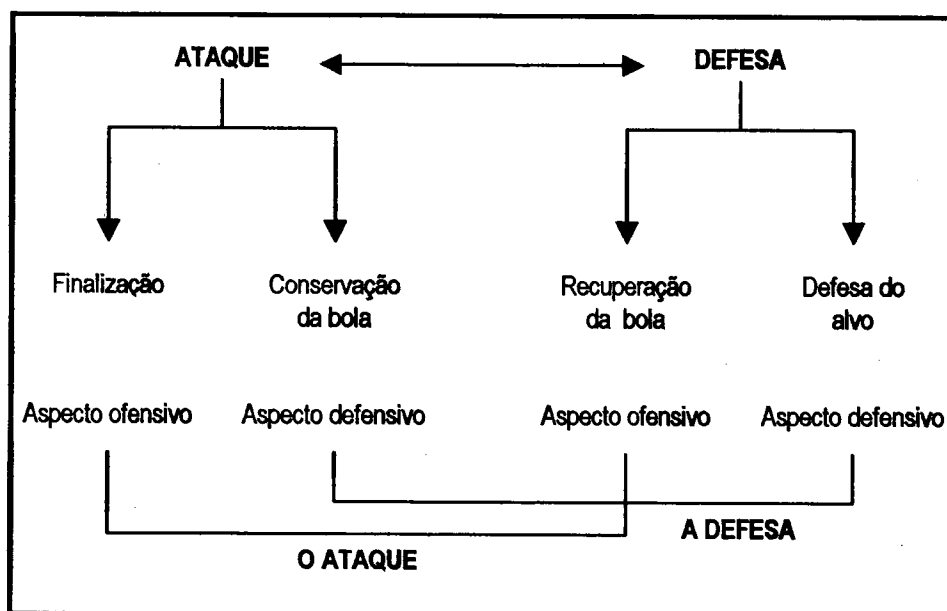 ATAQUE DEFESA
Finalização Conservação da bola Recuperação da bola Defesa do alvo
Aspecto ofensivo Aspecto defensivo Aspecto ofensivo Aspecto defensivo
A DEFESA
O ATAQUE